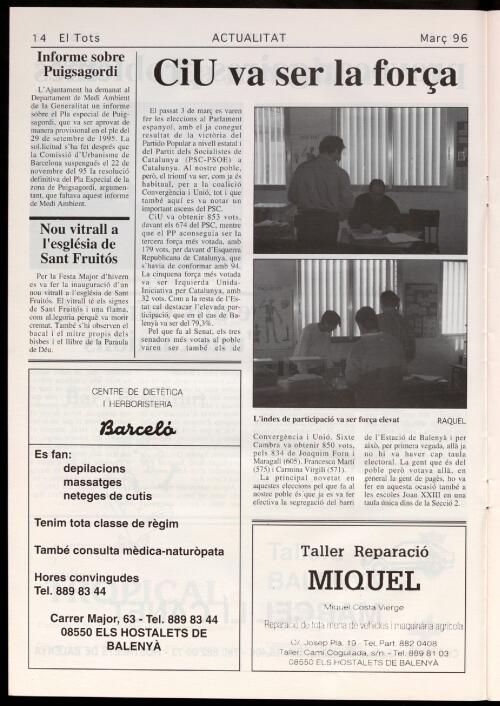 14 El Tots
ACTUALITAT
Març 96
Informe sobre
Puigsagordi
L'Ajuntament ha demanat al
Departament de Medi Ambient
de la Generalitat un informe
sobre el Pla especial de Puig-
sagordi, que va ser aprovat de
manera provisional en el ple del
29 de setembre de 1995. La
sol.licitud s'ha fet després que
la Comissió d'Urbanisme de
Barcelona suspengués el 22 de
novembre del 95 la resolució
definitiva del Pla Especial de la
zona de Puigsagordi, argumen-
tant, que faltava aquest informe
de Medi Ambient.
Nou vitrall a
l'església de
Sant Fruitós
Per la Festa Major d'hivern
es va fer la inauguració d'un
nou vitrall a l'església de Sant
Fruitós. El vitrall té els signes
de Sant Fruitós i una flama,
com al.legoria perquè va morir
cremat. També s'hi observen el
bacal i el mitre propis dels
bisbes i el llibre de la Paraula
de Déu.
CiU va ser la força
El passat 3 de març es varen
fer les eleccions al Parlament
espanyol, amb el ja conegut
resultat de la victòria del
Partido Popular a nivell estatal i
del Partit dels Socialistes de
Catalunya (PSC-PSOE) a
Catalunya. Al nostre poble,
però, el triomf va ser, com ja és
habitual, per a la coalició
Convergència i Unió, tot i que
també aquí es va notar un
important ascens del PSC.
CiU va obtenir 853 vots,
davant els 674 del PSC, mentre
que el PP aconseguia ser la
tercera força més votada, amb
179 vots, per davant d'Esquerra
Republicana de Catalunya, que
s'havia de conformar amb 94.
La cinquena força més votada
va ser Izquierda Unida-
Iniciativa per Catalunya, amb
32 vots. Com a la resta de l'Es-
tat cal destacar l'elevada par-
ticipació, que en el cas de Ba-
lenyà va ser del 79,3%.
Pel que fa al Senat, els tres
senadors més votats al poble
varen ser també els de
L'index de participació va ser força elevat
RAQUEL
Convergència i Unió, Sixte
Cambra va obtenir 850 vots,
pels 834 de Joaquim Forn i
Maragall (605), Francesca Martí
(575) i Carmina Virgili (571).
La principal novetat en
aquestes eleccions pel que fa al
nostre poble és que ja es va fer
efectiva la segregació del barri
de l'Estació de Balenyà i per
això, per primera vegada, allà ja
no hi va haver cap taula
electoral. La gent que és del
poble però votava allà, en
general la gent de pagès, ho va
fer en aquesta ocasió també a
les escoles Joan XXIII en una
taula única dins de la Secció 2.
CENTRE DE DIETÈTICA
I HERBORISTERIA
Barceló
Es fan:
depilacions
massatges
neteges de cutis
Tenim tota classe de règim
També consulta mèdica-naturòpata
Hores convingudes
Tel. 889 83 44
Carrer Major, 63 - Tel. 889 83 44
08550 ELS HOSTALETS DE
BALENYÀ
Taller Reparació
MIQUEL
Miquel Costa Vierge
Reparació de tota mena de vehicles i maquinària agrícola
C/. Josep Pla, 19 - Tel. Part. 882 0408
Taller: Camí Cogullada, s/n - Tel. 889 81 03
08550 ELS HOSTALETS DE BALENYÀ